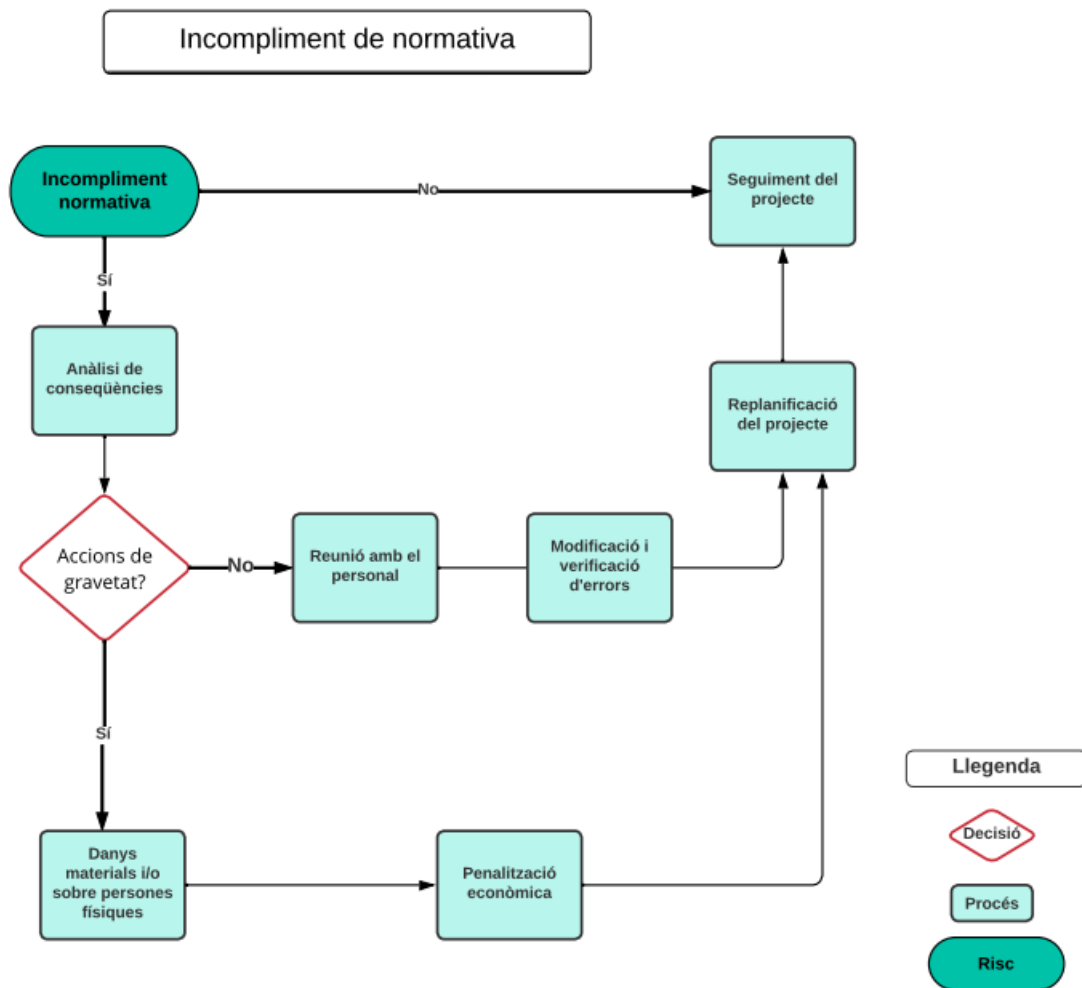 Incompliment de normativa
Incompliment
normativa
No
Seguiment del
projecte
Sí
Anàlisi de
conseqüències
Replanificació
del projecte
Accions de
gravetat?
No
Reunió amb el
personal
Modificació i
verificació
d'errors
Sí
Danys
materials i/o
sobre persones
físiques
Penalització
econòmica
Llegenda
Decisió
Procés
Risc